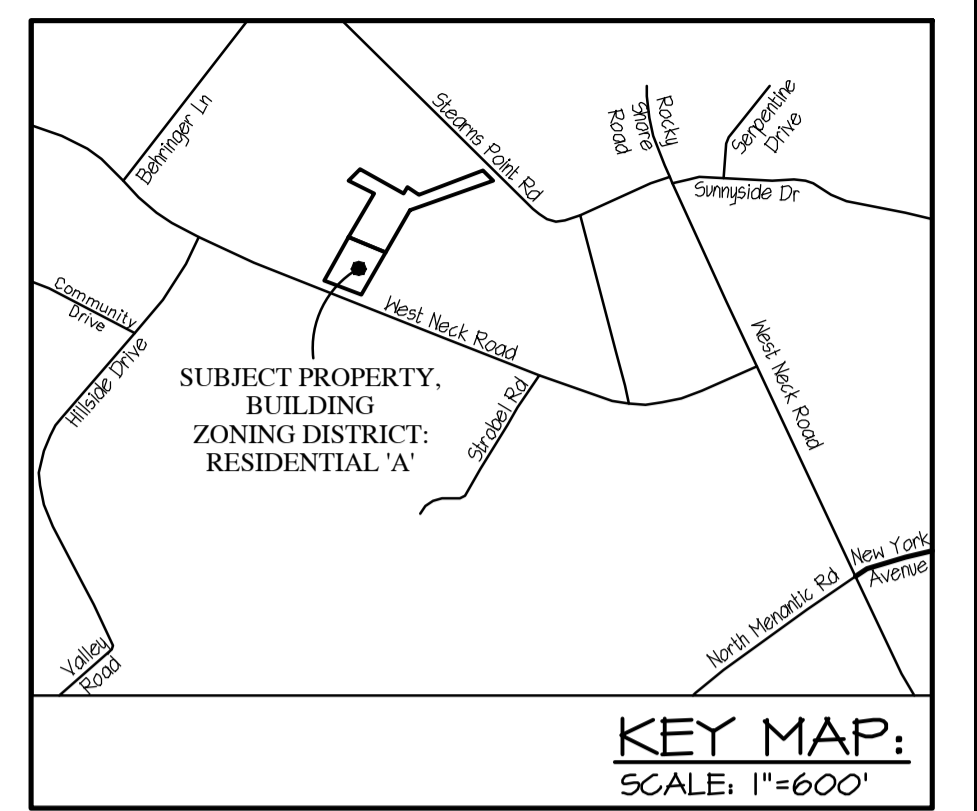 Behringer Ln
Stearns Point Rd
Rocky
Shore
Road
Serpentine
Drive
Sunnyside Dr
Community
Drive
Hillside Drive
West Neck Road
West Neck Road
SUBJECT PROPERTY,
BUILDING
ZONING DISTRICT:
RESIDENTIAL 'A'
Strobel Rd
New York
Avenue
North Menantic Rd
Valley
Road
KEY MAP:
SCALE: 1"=600'